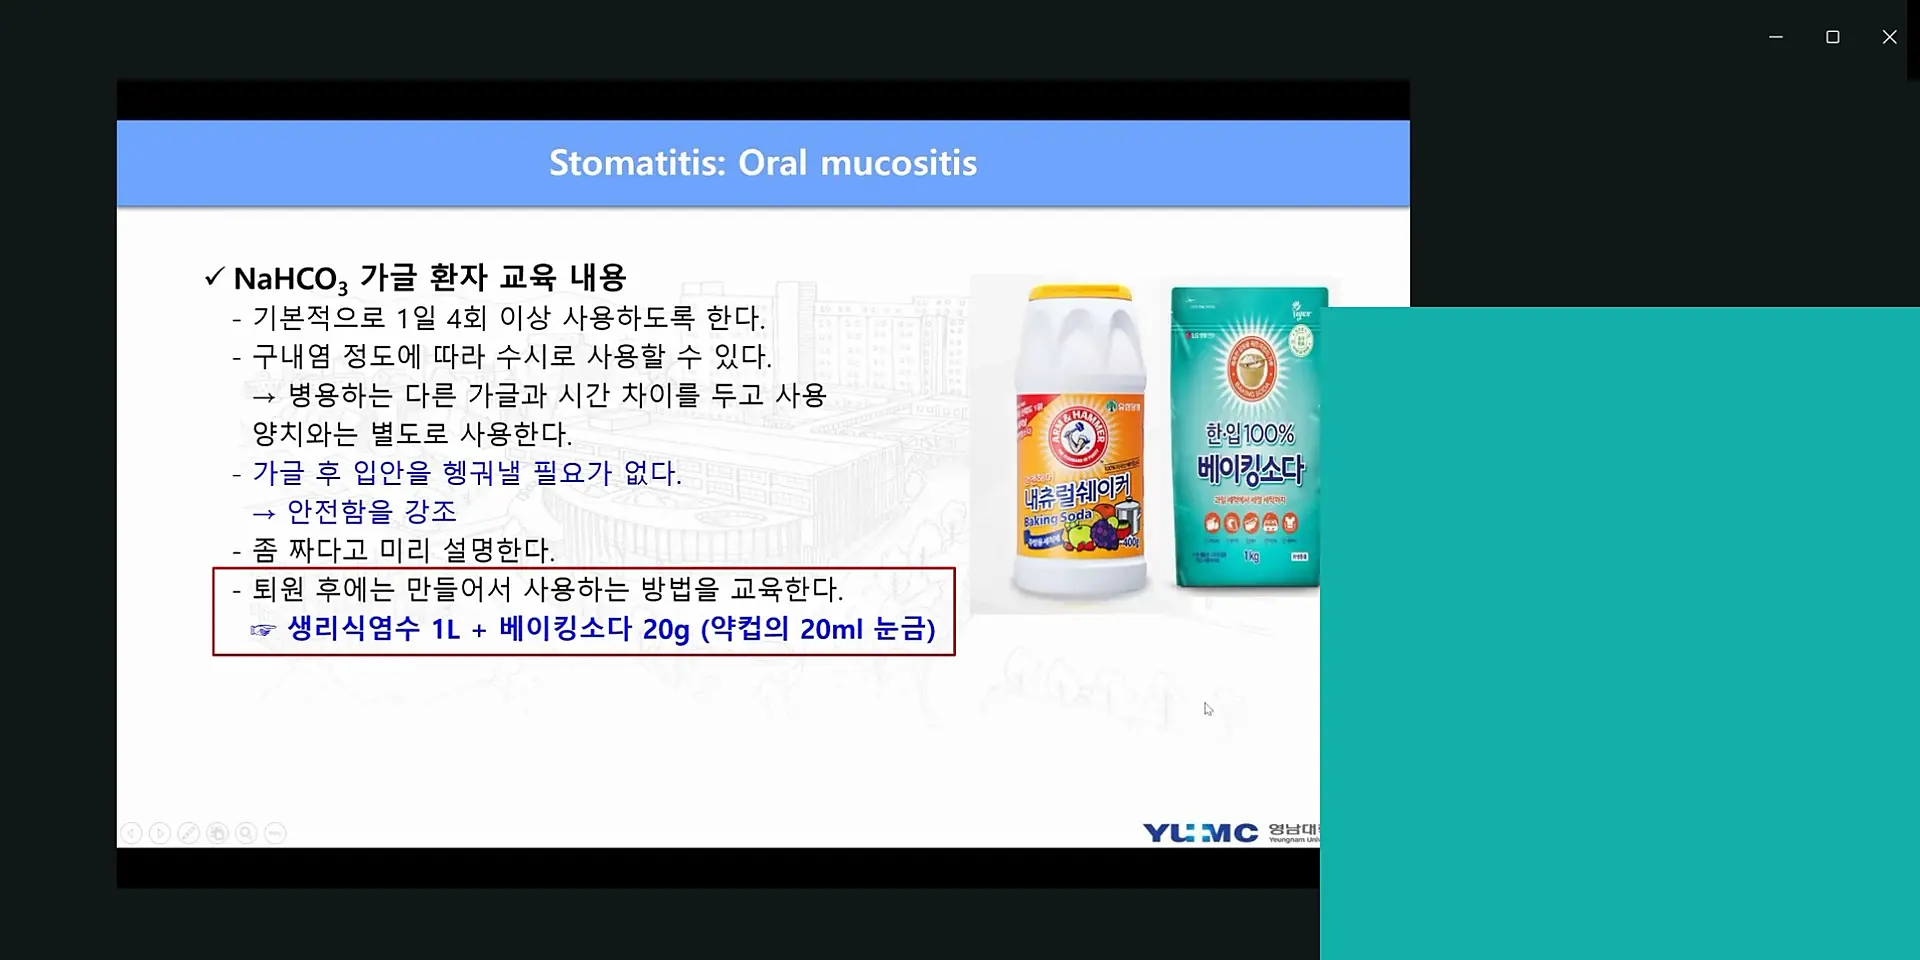 Stomatitis: Oral mucositis
✓ NaHCO₃ 가글 환자 교육 내용
- 기본적으로 1일 4회 이상 사용하도록 한다.
- 구내염 정도에 따라 수시로 사용할 수 있다.
→ 병용하는 다른 가글과 시간 차이를 두고 사용
양치와는 별도로 사용한다.
- 가글 후 입안을 헹궈낼 필요가 없다.
→ 안전함을 강조
- 좀 짜다고 미리 설명한다.
- 퇴원 후에는 만들어서 사용하는 방법을 교육한다.
☞ 생리식염수 1L + 베이킹소다 20g (약컵의 20ml 눈금)
ARM & HAMMER
내츄럴쉐이커
Baking Soda
400g
Vegan
BAKING SODA
한·입100%
베이킹소다
1kg
YUMC 영남대
Yeungnam